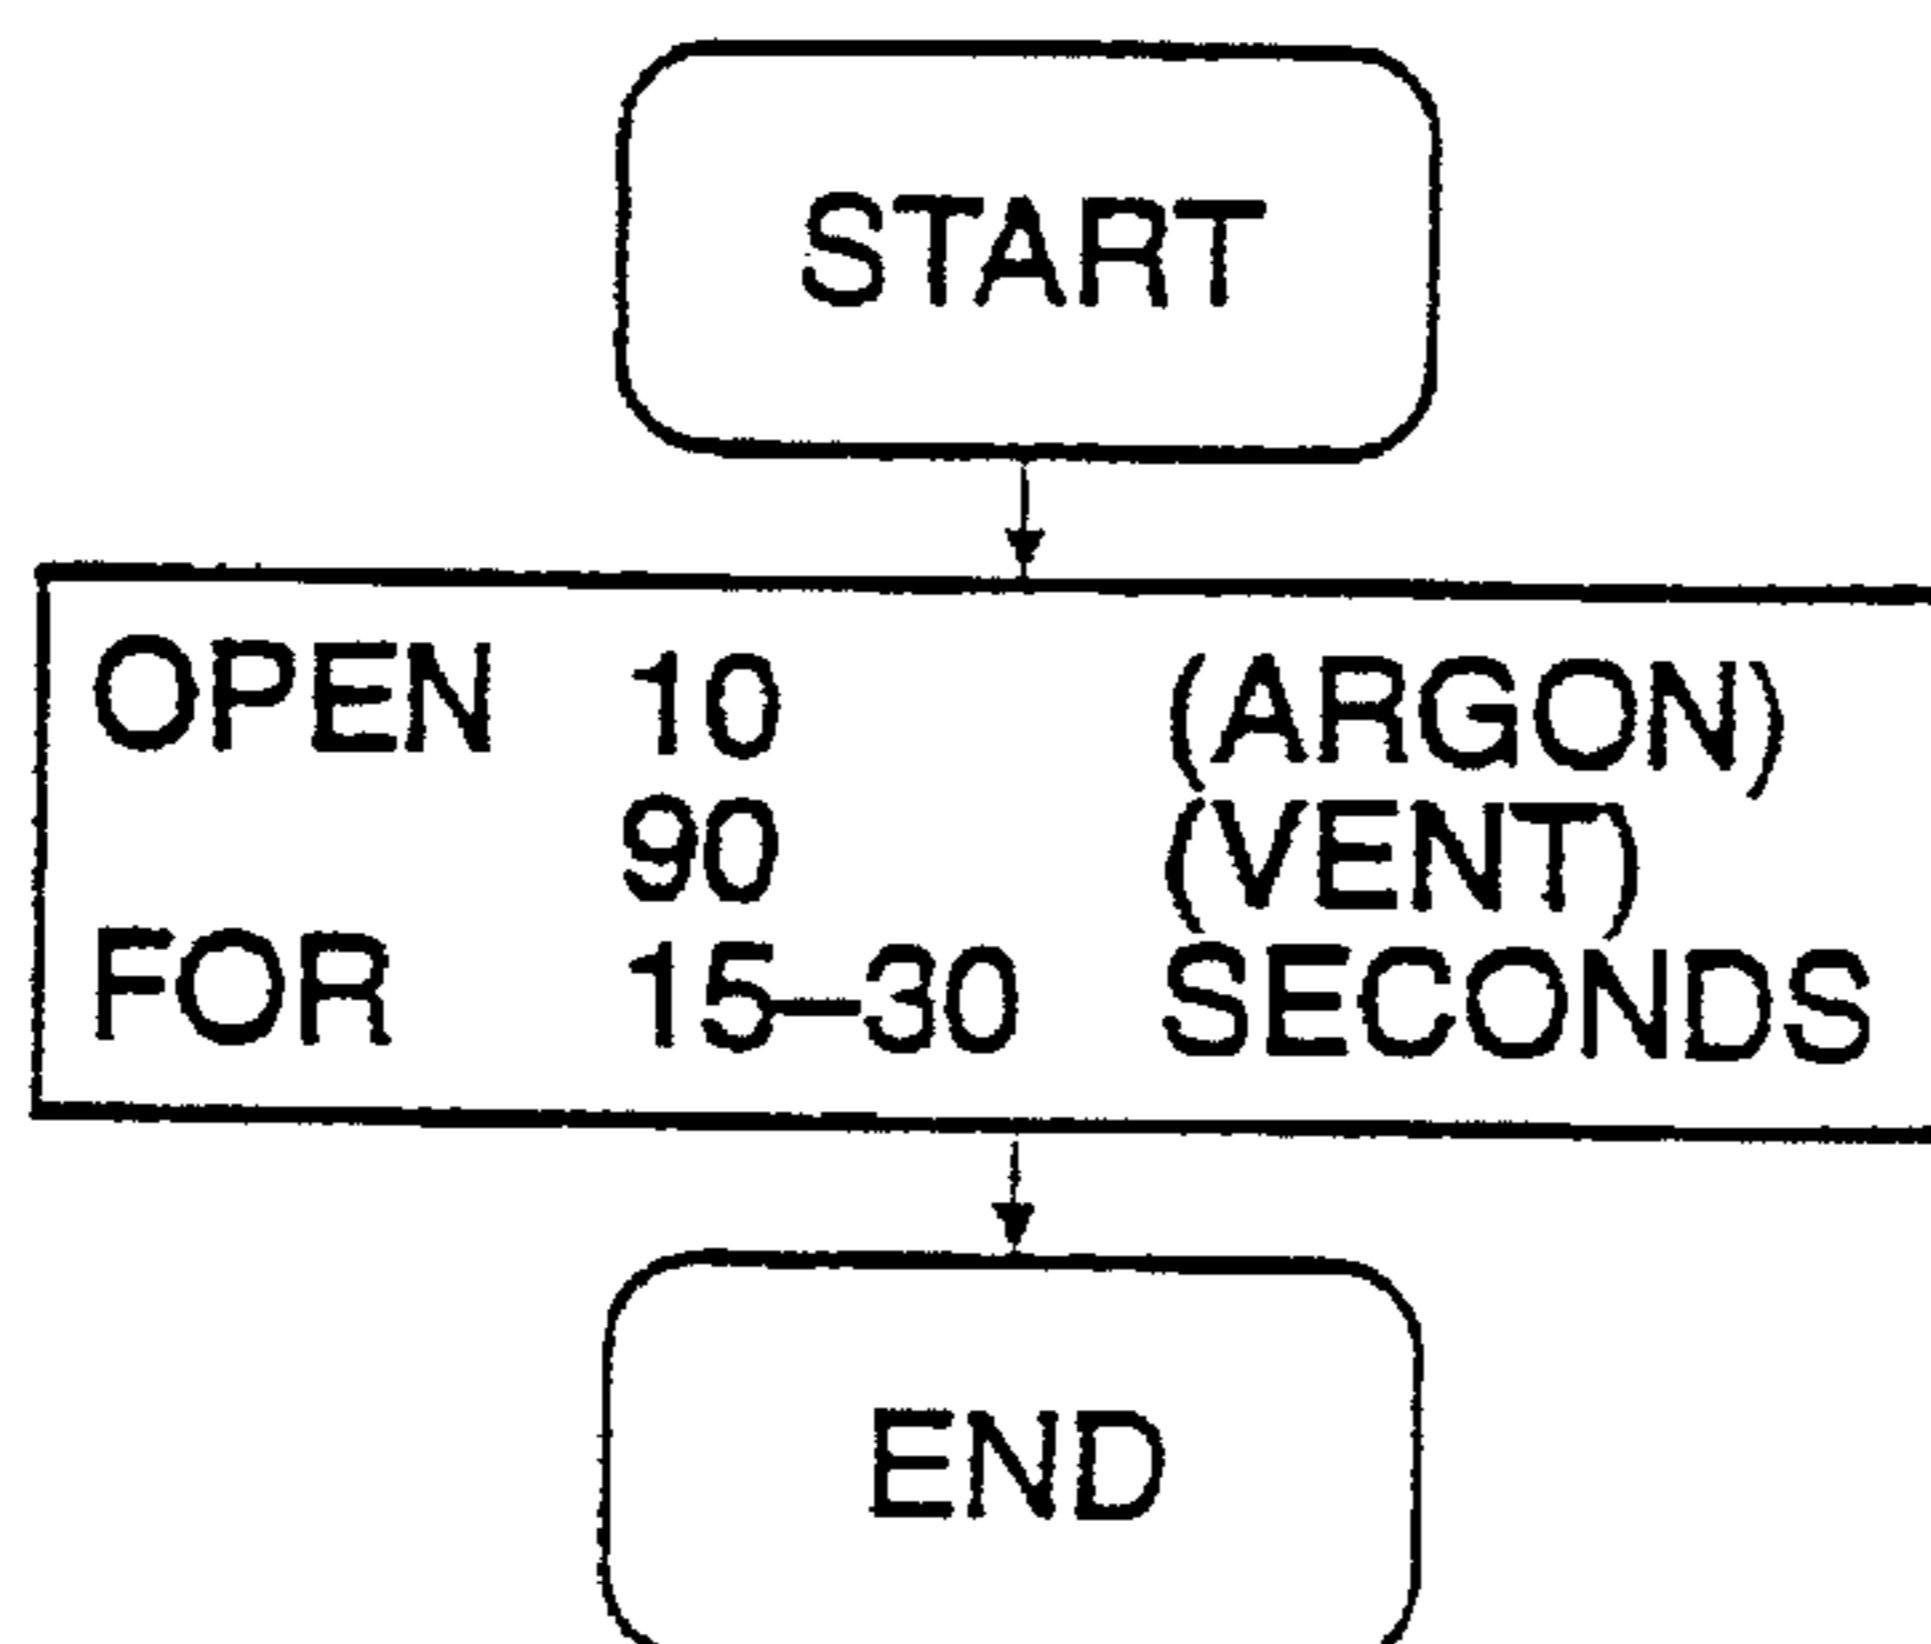 START
OPEN 10 (ARGON)
90 (VENT)
FOR 15–30 SECONDS
END